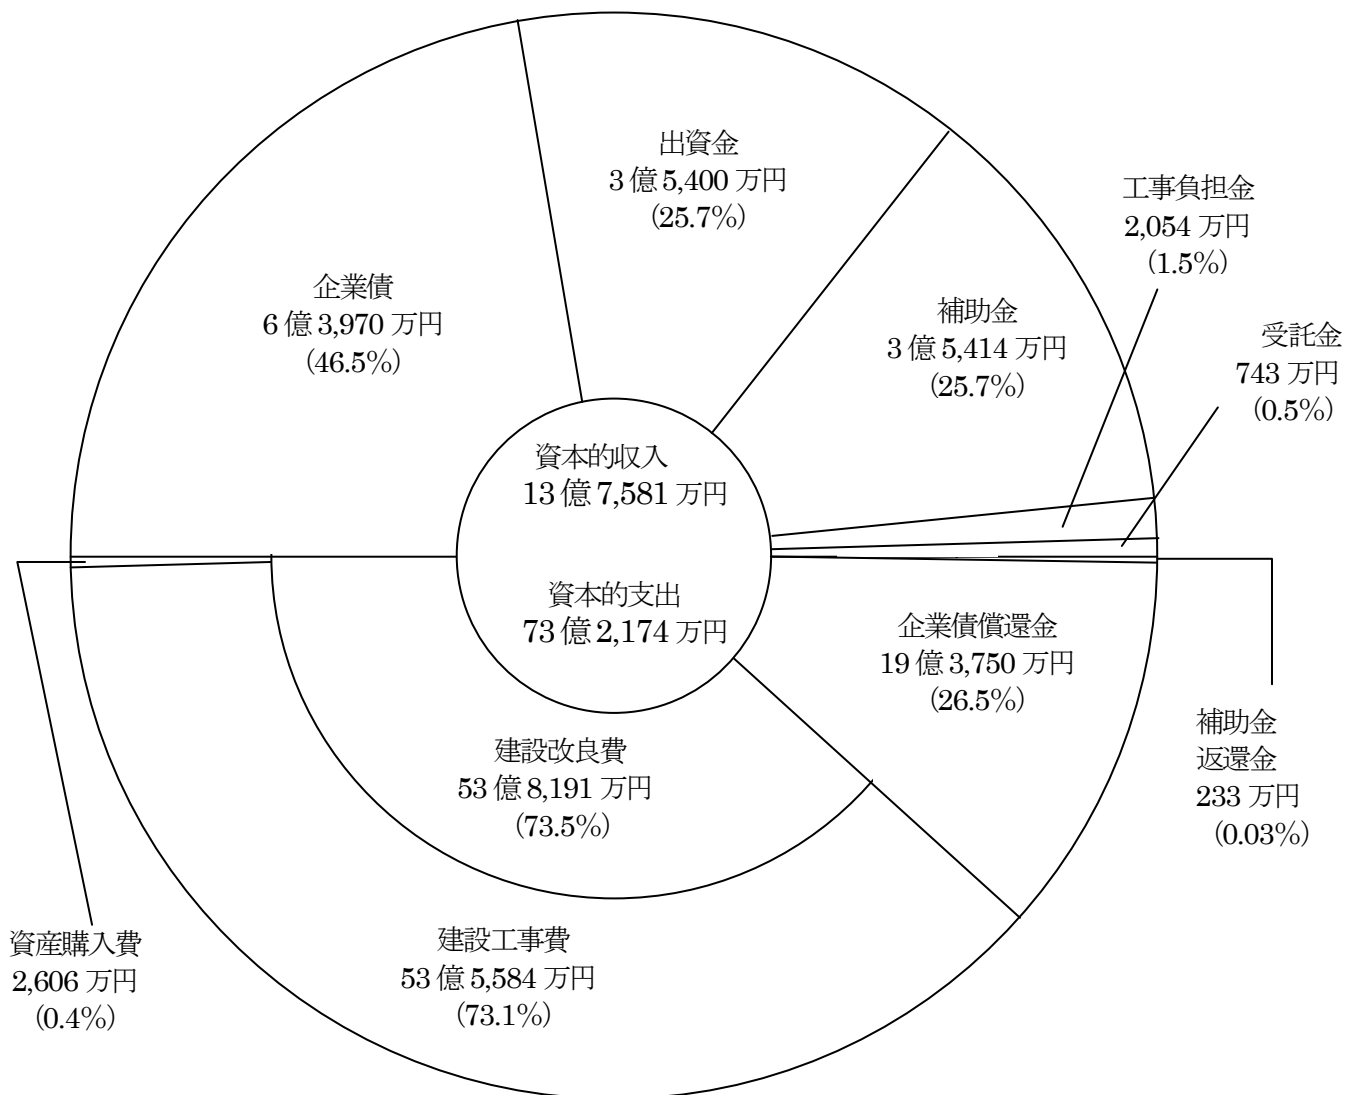 出資金
3億5,400万円
(25.7%)
工事負担金
2,054万円
(1.5%)
企業債
6億3,970万円
(46.5%)
補助金
3億5,414万円
(25.7%)
受託金
743万円
(0.5%)
資本的収入
13億7,581万円
資本的支出
73億2,174万円
企業債償還金
19億3,750万円
(26.5%)
補助金
返還金
233万円
(0.03%)
建設改良費
53億8,191万円
(73.5%)
資産購入費
2,606万円
(0.4%)
建設工事費
53億5,584万円
(73.1%)